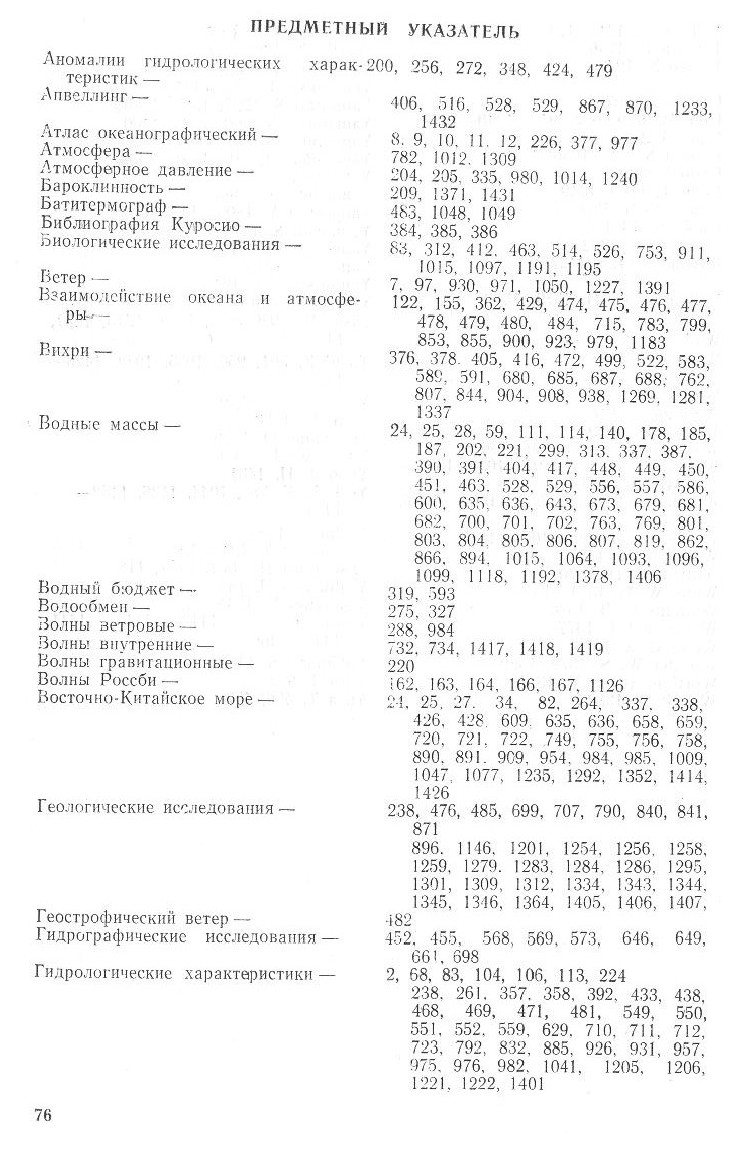 ПРЕДМЕТНЫЙ УКАЗАТЕЛЬ
Аномалии гидрологических харак- 200, 256, 272, 348, 424, 479
теристик —
Апвеллинг — 406, 516, 528, 529, 867, 870, 1233,
1432
Атлас океанографический — 8. 9, 10, 11. 12, 226, 377, 977
Атмосфера — 782, 1012. 1309
Атмосферное давление — 204, 205, 335, 980, 1014, 1240
Бароклинность — 209, 1371, 1431
Батитермограф — 483, 1048, 1049
Библиография Куросио — 384, 385, 386
Биологические исследования — 83, 312, 412. 463, 514, 526, 753, 911,
1015, 1097, 1191, 1195
Ветер — 7, 97, 930, 971, 1050, 1227, 1391
Взаимодействие океана и атмосфе- 122, 155, 362, 429, 474, 475, 476, 477,
ры — 478, 479, 480, 484, 715, 783, 799,
853, 855, 900, 923, 979, 1183
Вихри — 376, 378. 405, 416, 472, 499, 522, 583,
589, 591, 680, 685, 687, 688, 762,
807, 844, 904, 908, 938, 1269, 1281,
1337
Водные массы — 24, 25, 28, 59, 111, 114, 140, 178, 185,
187, 202, 221, 299. 313. 337. 387.
390, 391, 404, 417, 448, 449, 450,
451, 463. 528, 529, 556, 557, 586,
600, 635, 636, 643, 673, 679, 681,
682, 700, 701, 702, 763, 769, 801,
803, 804, 805, 806, 807, 819, 862,
866, 894, 1015, 1064, 1093, 1096,
1099, 1118, 1192, 1378, 1406
Водный бюджет — 319, 593
Водообмен — 275, 327
Волны ветровые — 288, 984
Волны внутренние — 732, 734, 1417, 1418, 1419
Волны гравитационные — 220
Волны Россби — 162, 163, 164, 166, 167, 1126
Восточно-Китайское море — 24, 25, 27. 34, 82, 264, 337. 338,
426, 428, 609. 635, 636, 658, 659,
720, 721, 722, 749, 755, 756, 758,
890, 891. 909, 954, 984, 985, 1009,
1047, 1077, 1235, 1292, 1352, 1414,
1426
Геологические исследования — 238, 476, 485, 699, 707, 790, 840, 841,
871
896. 1146, 1201, 1254, 1256, 1258,
1259, 1279. 1283, 1284, 1286, 1295,
1301, 1309, 1312, 1334, 1343, 1344,
1345, 1346, 1364, 1405, 1406, 1407,
Геострофический ветер — 482
Гидрографические исследования — 452, 455, 568, 569, 573, 646, 649,
661, 698
Гидрологические характеристики — 2, 68, 83, 104, 106, 113, 224
238, 261, 357, 358, 392, 433, 438,
468, 469, 471, 481, 549, 550,
551, 552, 559, 629, 710, 711, 712,
723, 792, 832, 885, 926, 931, 957,
975, 976, 982, 1041, 1205, 1206,
1221, 1222, 1401
76